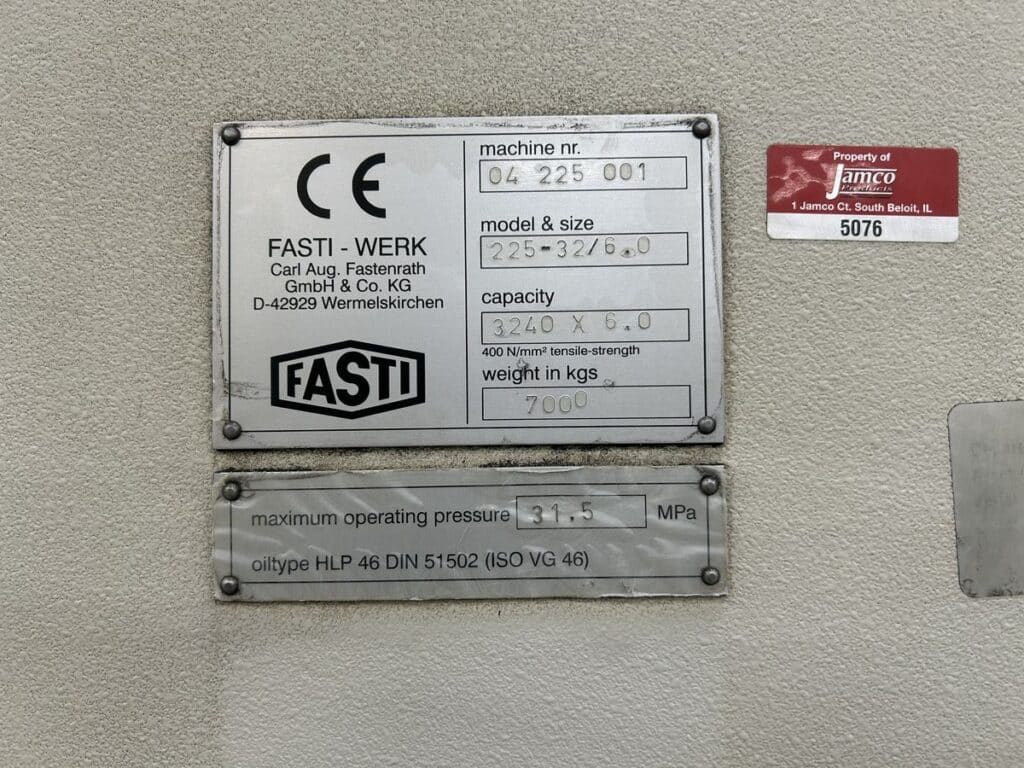 CE
FASTI - WERK
Carl Aug. Fastenrath
GmbH & Co. KG
D-42929 Wermelskirchen
FASTI
machine nr.
04 225 001
model & size
225-32/6.0
capacity
3240 X 6.0
400 N/mm² tensile-strength
weight in kgs
7000
maximum operating pressure 31.5 MPa
oiltype HLP 46 DIN 51502 (ISO VG 46)
Property of
Jamco
Products
1 Jamco Ct. South Beloit, IL
5076